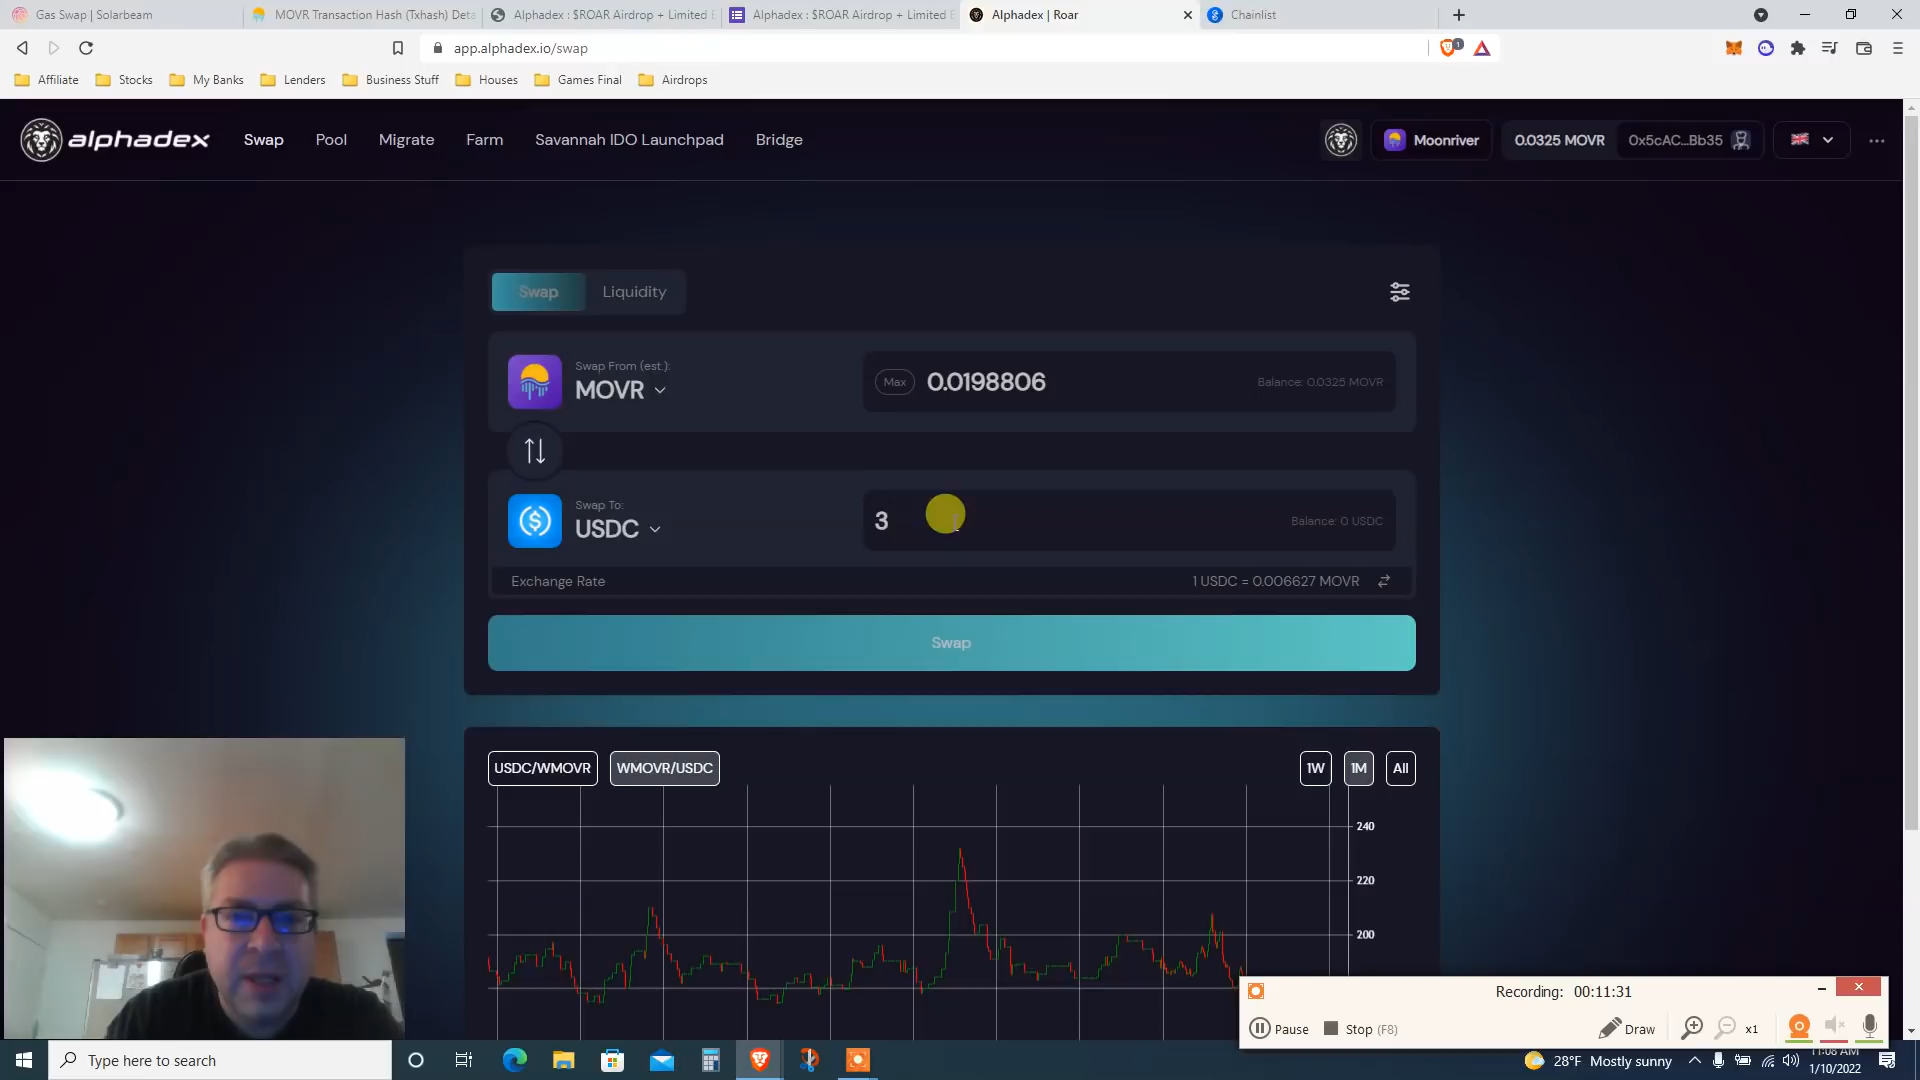 Gas Swap | Solarbeam
MOVR Transaction Hash (Txhash) Deta
Alphadex : $ROAR Airdrop + Limited E
Alphadex : $ROAR Airdrop + Limited E
Alphadex | Roar
Chainlist
app.alphadex.io/swap
1
Affiliate
Stocks
My Banks
Lenders
Business Stuff
Houses
Games Final
Airdrops
alphadex
Swap
Pool
Migrate
Farm
Savannah IDO Launchpad
Bridge
Moonriver
0.0325 MOVR
0x5cAC...Bb35
Swap
Liquidity
Swap From (est.):
MOVR
Max
0.0198806
Balance: 0.0325 MOVR
Swap To:
USDC
3
Balance: 0 USDC
Exchange Rate
1 USDC = 0.006627 MOVR
Swap
USDC/WMOVR
WMOVR/USDC
1W
1M
All
240
220
200
Recording: 00:11:31
Pause
Stop (F8)
Draw
x1
Type here to search
28°F Mostly sunny
11:08 AM
1/10/2022